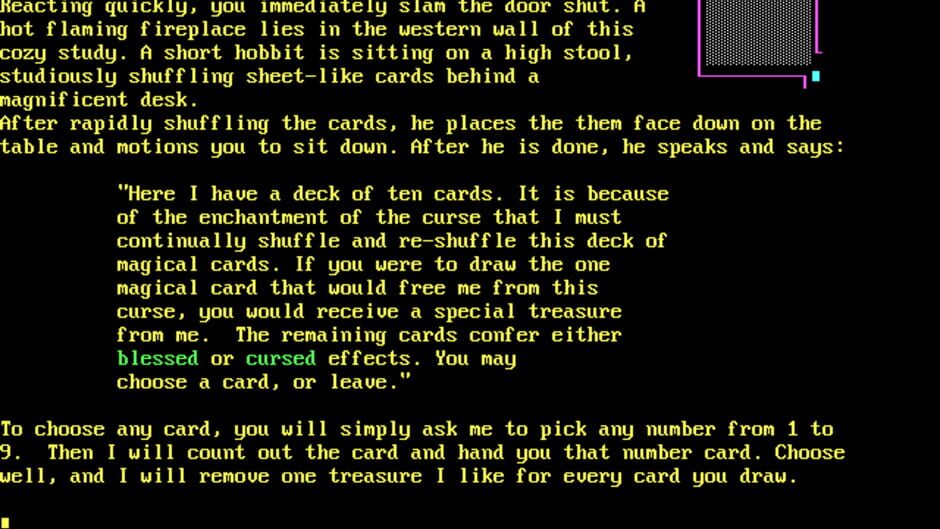 Reacting quickly, you immediately slam the door shut. A
hot flaming fireplace lies in the western wall of this
cozy study. A short hobbit is sitting on a high stool,
studiously shuffling sheet-like cards behind a
magnificent desk.
After rapidly shuffling the cards, he places the them face down on the
table and motions you to sit down. After he is done, he speaks and says:
"Here I have a deck of ten cards. It is because
of the enchantment of the curse that I must
continually shuffle and re-shuffle this deck of
magical cards. If you were to draw the one
magical card that would free me from this
curse, you would receive a special treasure
from me.  The remaining cards confer either
blessed or cursed effects. You may
choose a card, or leave."
To choose any card, you will simply ask me to pick any number from 1 to
9.  Then I will count out the card and hand you that number card. Choose
well, and I will remove one treasure I like for every card you draw.